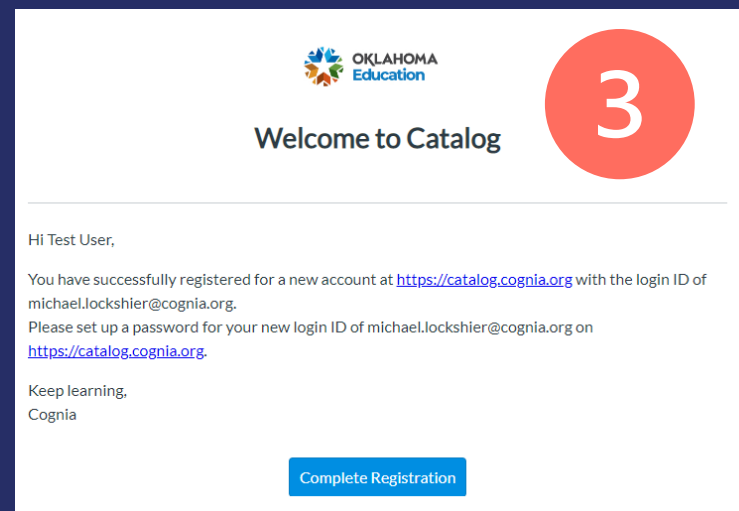 OKLAHOMA
Education
3
Welcome to Catalog
Hi Test User,
You have successfully registered for a new account at https://catalog.cognia.org with the login ID of
michael.lockshier@cognia.org.
Please set up a password for your new login ID of michael.lockshier@cognia.org on
https://catalog.cognia.org.
Keep learning,
Cognia
Complete Registration